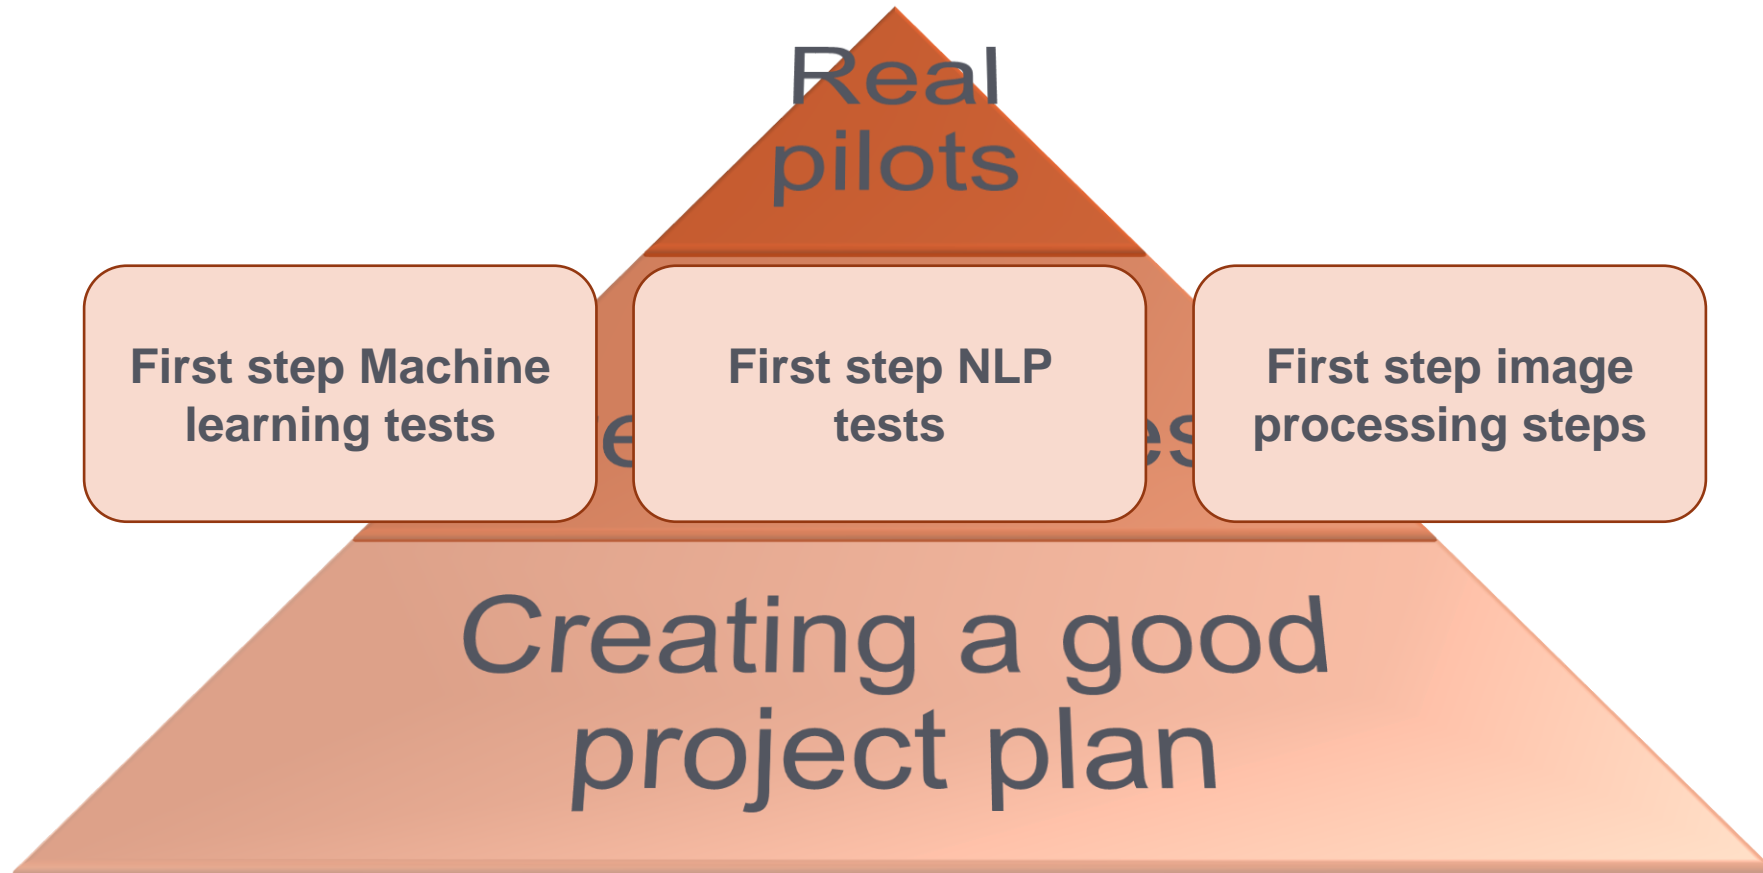 Real
pilots
First step Machine
learning tests
First step NLP
tests
First step image
processing steps
Creating a good
project plan